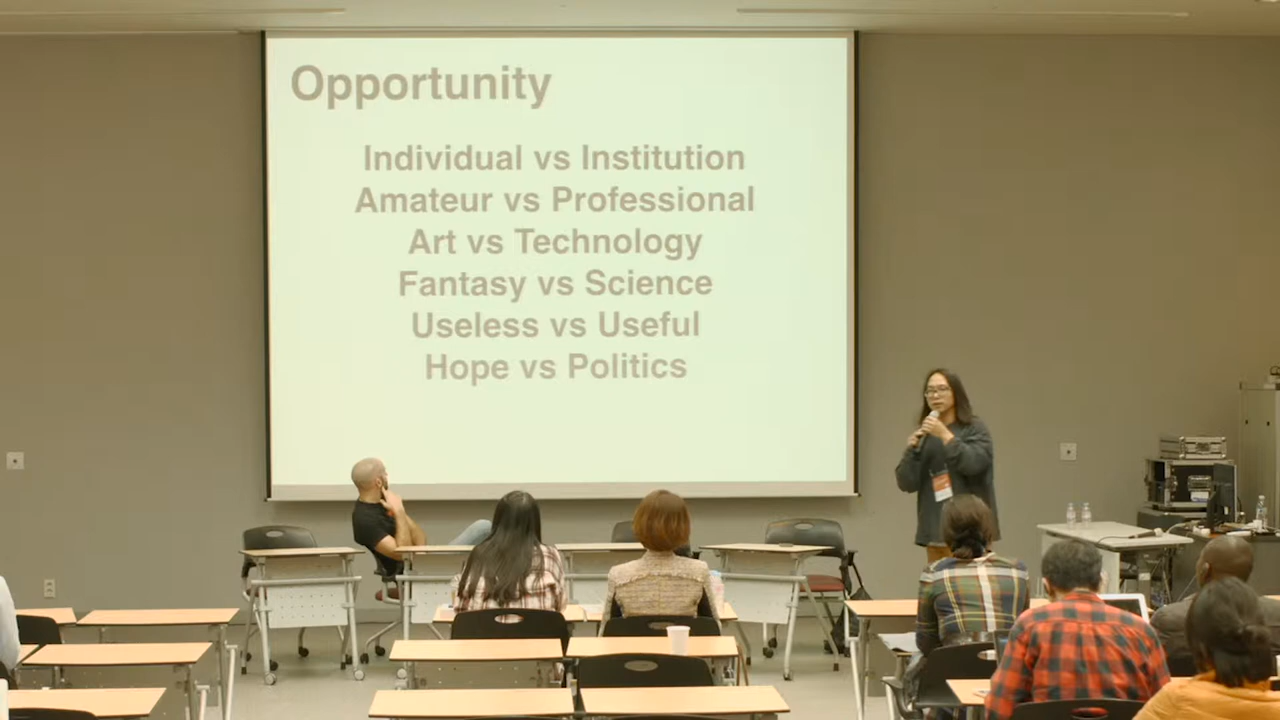 Opportunity
Individual vs Institution
Amateur vs Professional
Art vs Technology
Fantasy vs Science
Useless vs Useful
Hope vs Politics